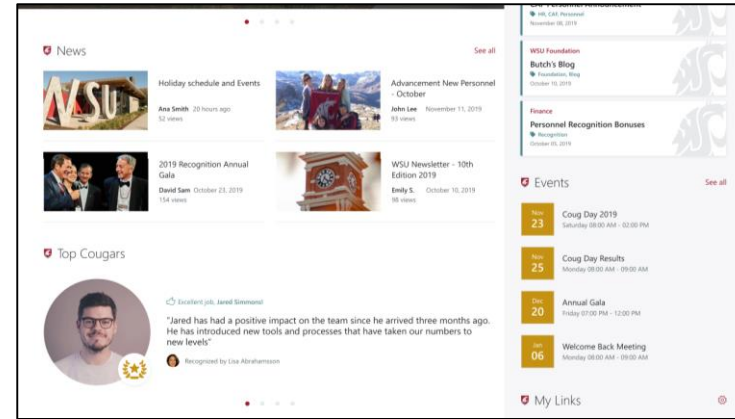 News
See all
Holiday schedule and Events
Ana Smith 20 hours ago
52 views
Advancement New Personnel
- October
John Lee November 11, 2019
93 views
2019 Recognition Annual
Gala
David Sam October 23, 2019
154 views
WSU Newsletter - 10th
Edition 2019
Emily S. October 10, 2019
98 views
Top Cougars
Excellent job, Jared Simmons!
"Jared has had a positive impact on the team since he arrived three months ago.
He has introduced new tools and processes that have taken our numbers to
new levels"
Recognized by Lisa Abrahamsson
HR, CAF, Personnel
November 08, 2019
WSU Foundation
Butch's Blog
Foundation, Blog
October 10, 2019
Finance
Personnel Recognition Bonuses
Recognition
October 05, 2019
Events
See all
Nov
23
Coug Day 2019
Saturday 08:00 AM - 02:00 PM
Nov
25
Coug Day Results
Monday 08:00 AM - 09:00 AM
Dec
20
Annual Gala
Friday 07:00 PM - 12:00 PM
Jan
06
Welcome Back Meeting
Monday 08:00 AM - 09:00 AM
My Links